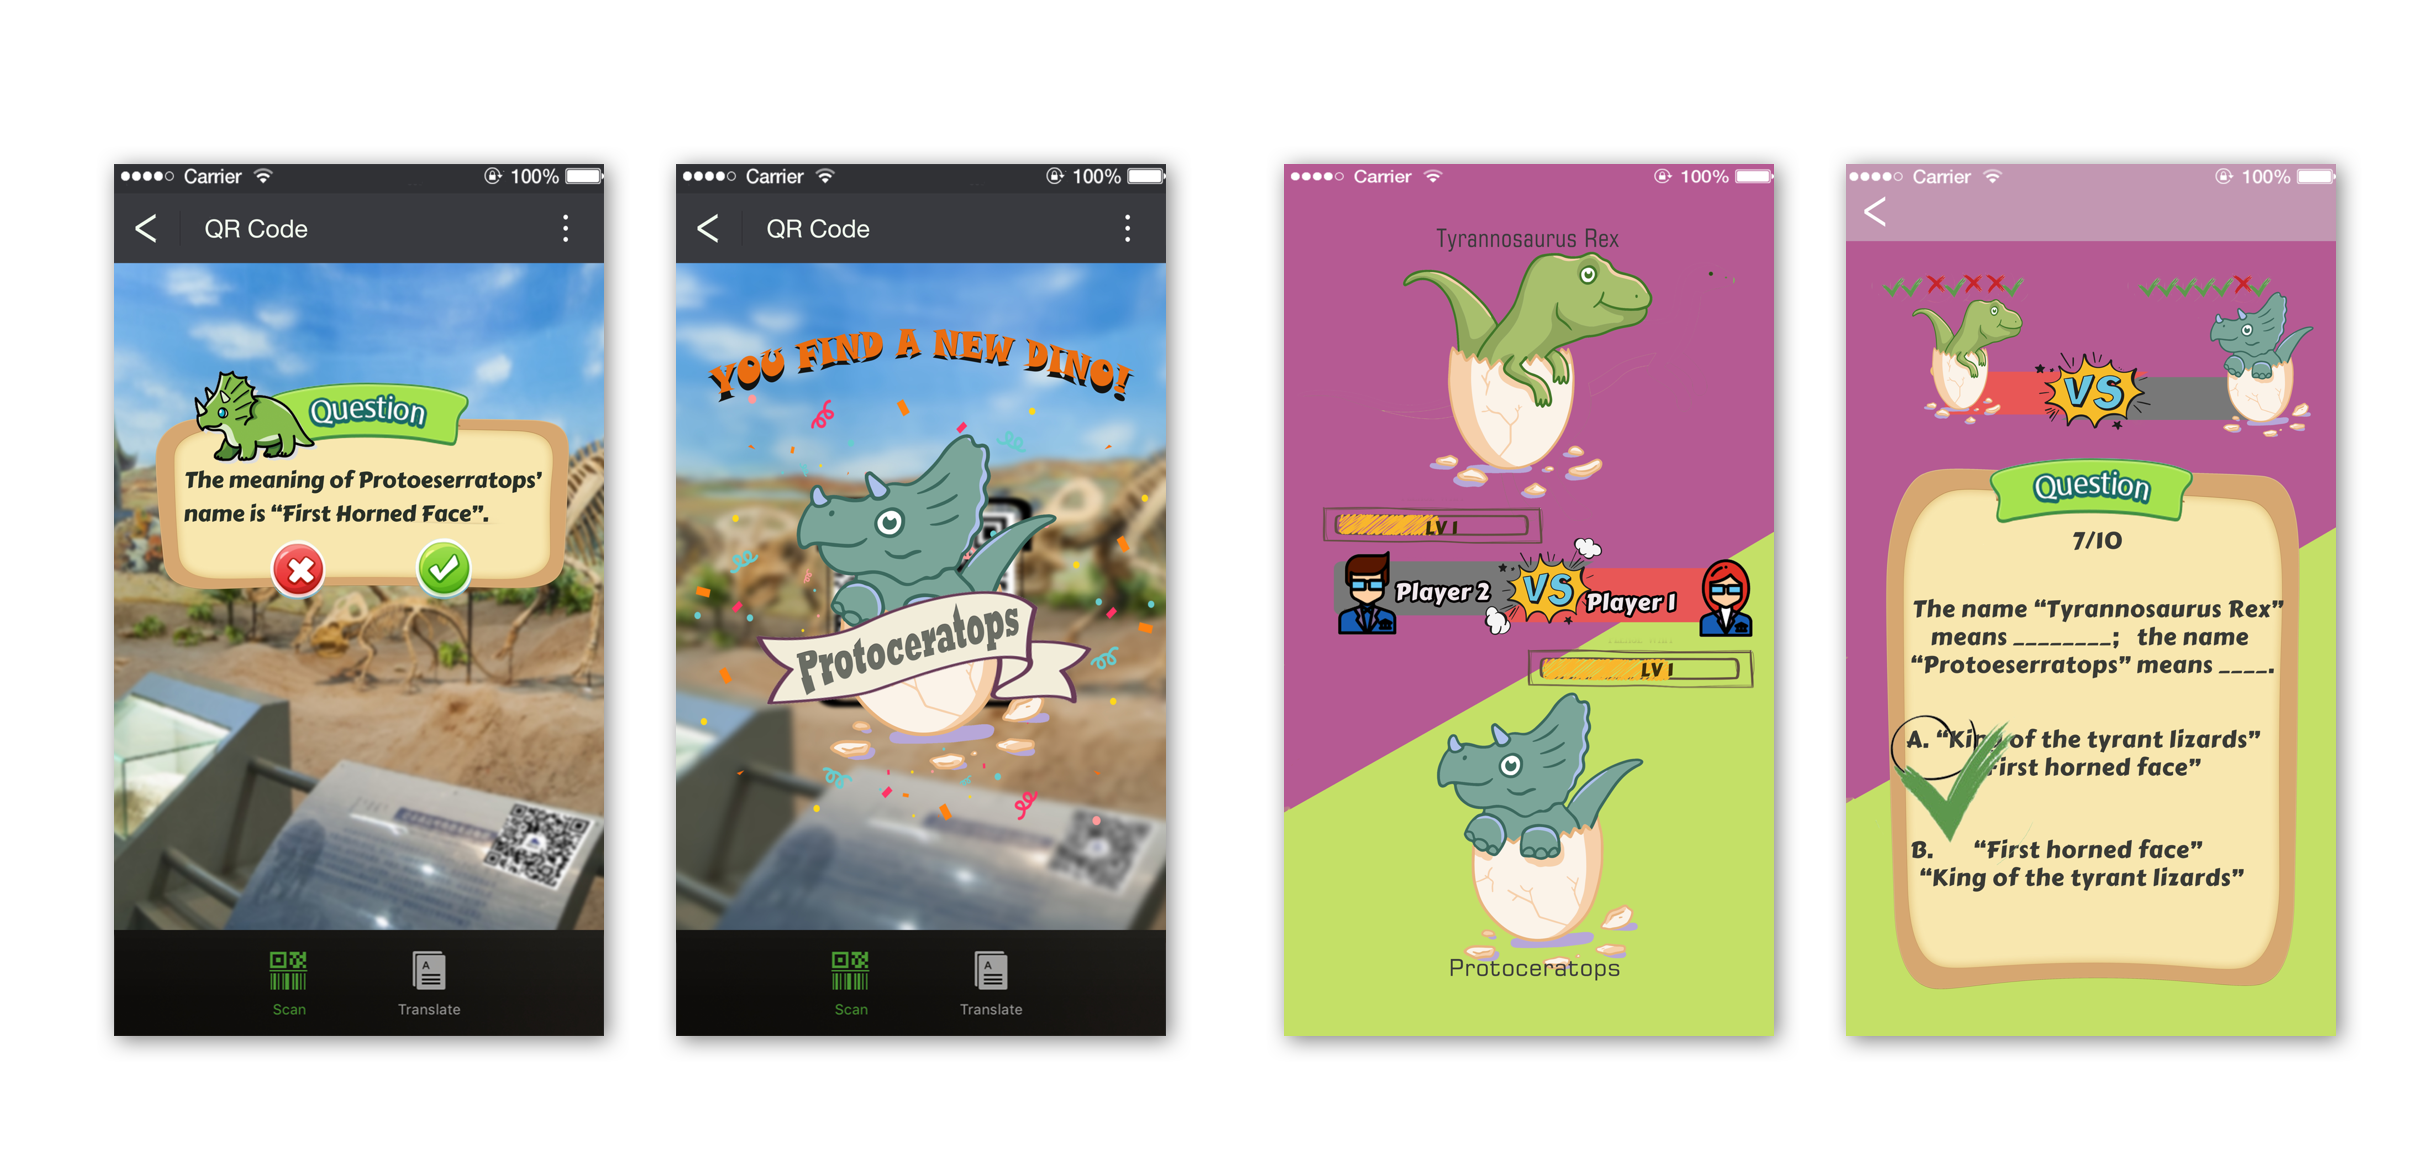 Carrier 100%
QR Code
Question
The meaning of Protoeserratops'
name is "First Horned Face".
Scan
Translate
Carrier 100%
QR Code
YOU FIND A NEW DINO!
Protoceratops
Scan
Translate
Carrier 100%
Tyrannosaurus Rex
LV 1
Player 2 VS Player 1
LV 1
Protoceratops
Carrier 100%
VS
Question
7/10
The name "Tyrannosaurus Rex"
means ________; the name
"Protoeserratops" means ____.
A. "King of the tyrant lizards"
First horned face"
B. "First horned face"
"King of the tyrant lizards"